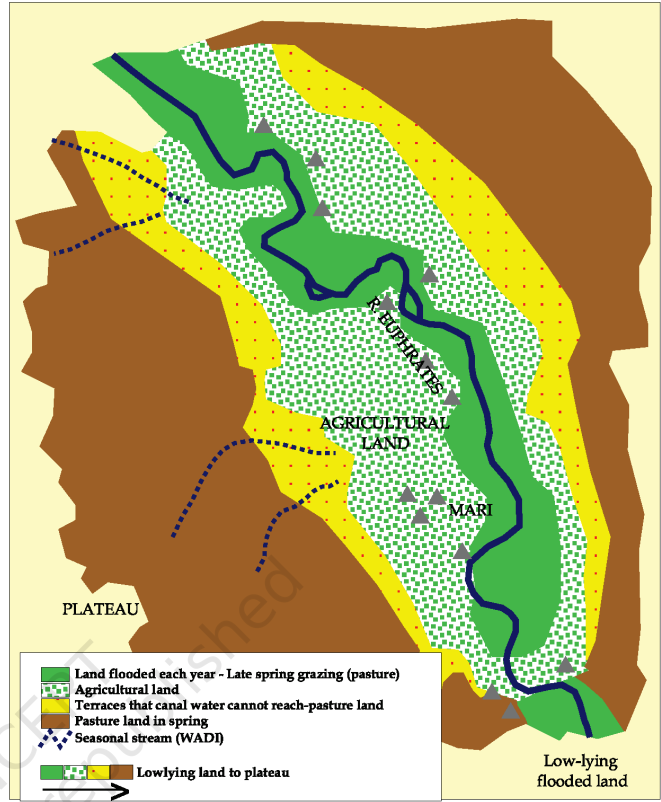 R. EUPHRATES
AGRICULTURAL
LAND
MARI
PLATEAU
Land flooded each year - Late spring grazing (pasture)
Agricultural land
Terraces that canal water cannot reach-pasture land
Pasture land in spring
Seasonal stream (WADI)
Lowlying land to plateau
Low-lying
flooded land
republished